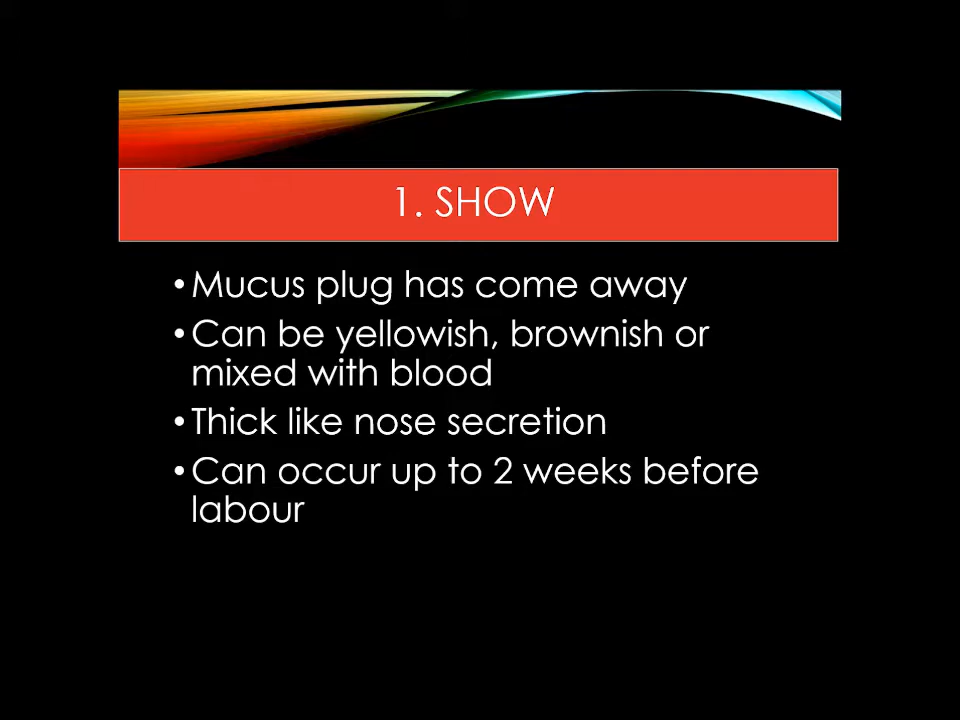 1. SHOW
•Mucus plug has come away
•Can be yellowish, brownish or
mixed with blood
•Thick like nose secretion
•Can occur up to 2 weeks before
labour